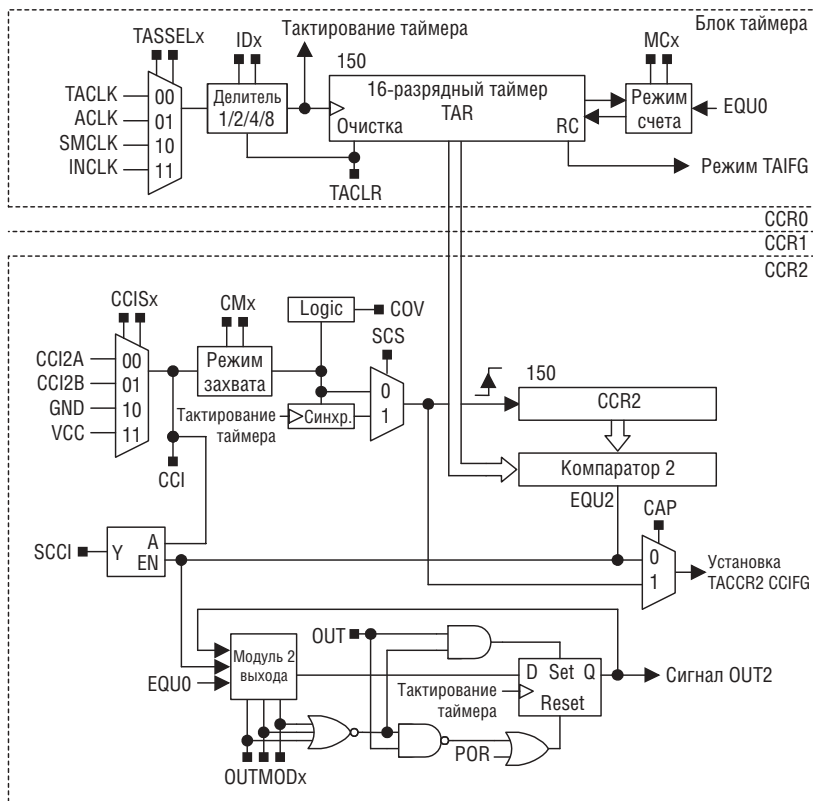 Блок таймера
TASSELx
IDx
Тактирование таймера
MCx
150
TACLK
ACLK
SMCLK
INCLK
00
01
10
11
Делитель
1/2/4/8
16-разрядный таймер
TAR
Очистка
RC
Режим
счета
EQU0
TACLR
Режим TAIFG
CCR0
CCR1
CCR2
CCISx
CMx
Logic
COV
SCS
CCI2A
CCI2B
GND
VCC
00
01
10
11
Режим
захвата
Тактирование
таймера
Синхр.
0
1
150
CCR2
Компаратор 2
CCI
EQU2
CAP
SCCI
Y
A
EN
0
1
Установка
TACCR2 CCIFG
OUT
Модуль 2
выхода
EQU0
D Set Q
Reset
Тактирование
таймера
Сигнал OUT2
POR
OUTMODx